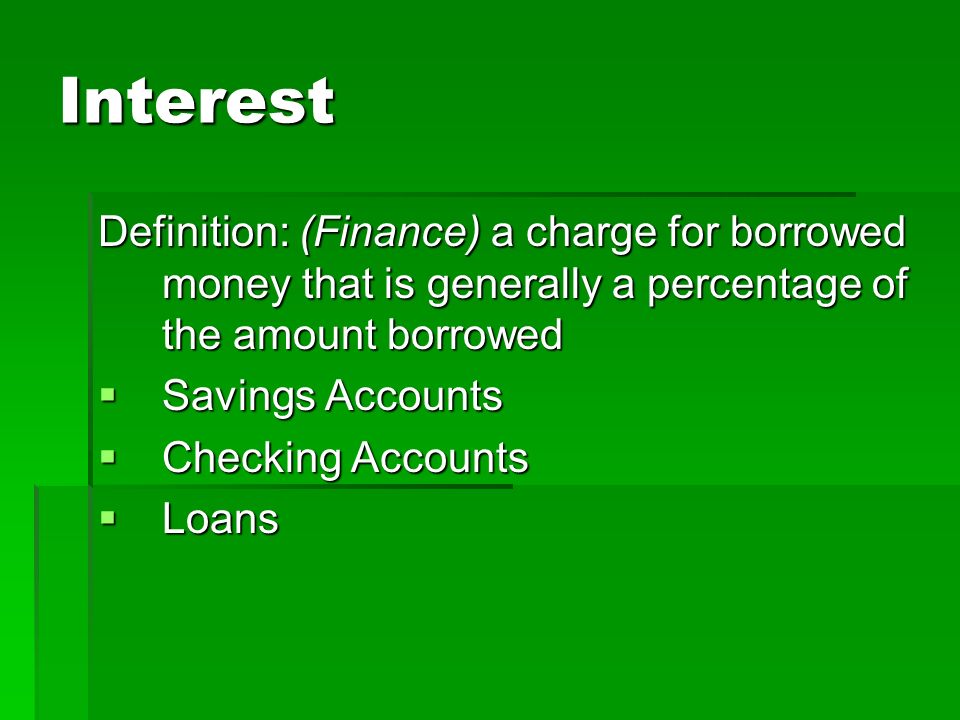 Interest
Definition: (Finance) a charge for borrowed
money that is generally a percentage of
the amount borrowed
▪ Savings Accounts
▪ Checking Accounts
▪ Loans